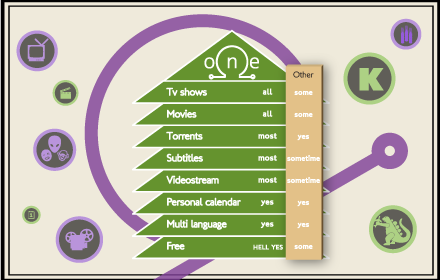 one
Other
Tv shows all some
Movies all some
Torrents most yes
Subtitles most sometime
Videostream most sometime
Personal calendar yes yes
Multi language yes yes
Free HELL YES some
K